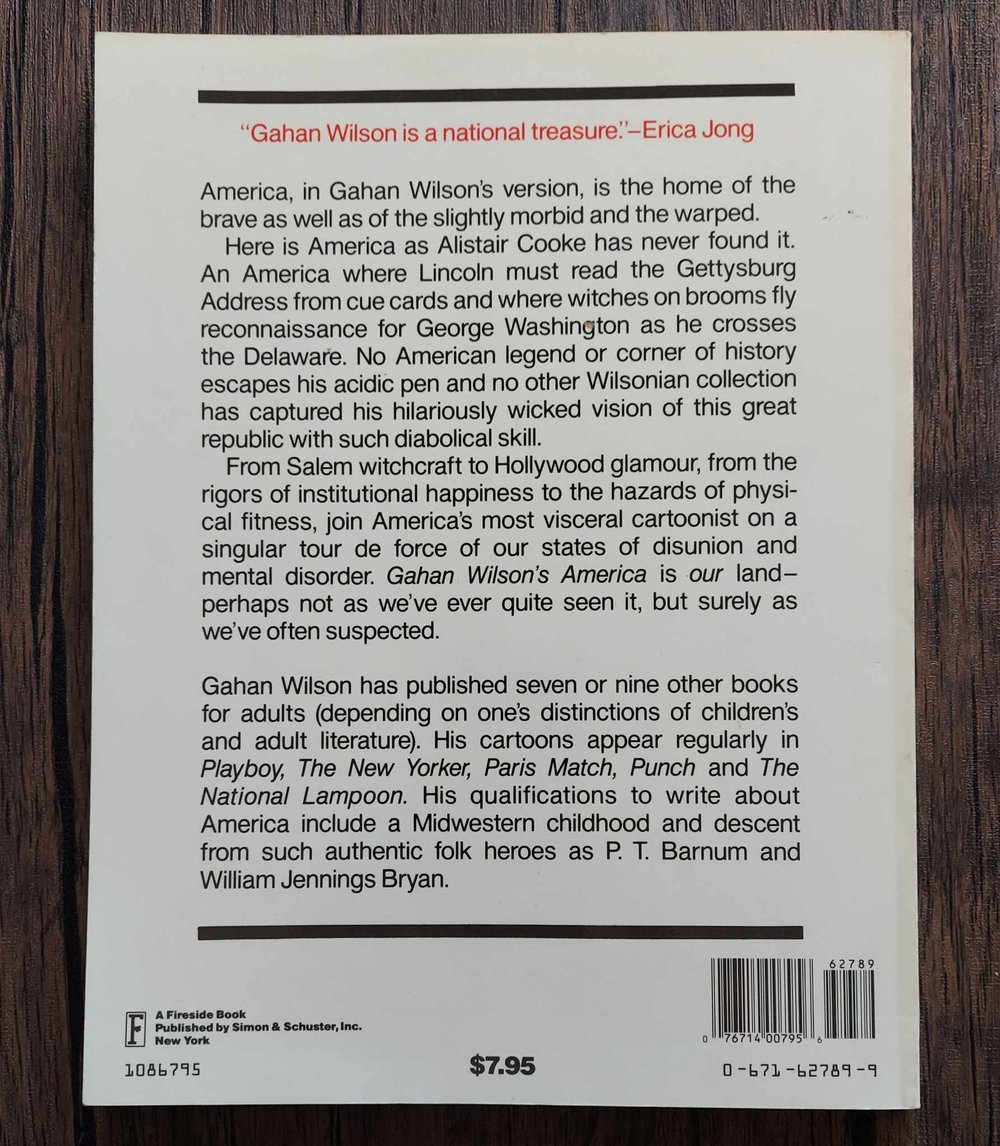 “Gahan Wilson is a national treasure.”–Erica Jong
America, in Gahan Wilson’s version, is the home of the
brave as well as of the slightly morbid and the warped.
Here is America as Alistair Cooke has never found it.
An America where Lincoln must read the Gettysburg
Address from cue cards and where witches on brooms fly
reconnaissance for George Washington as he crosses
the Delaware. No American legend or corner of history
escapes his acidic pen and no other Wilsonian collection
has captured his hilariously wicked vision of this great
republic with such diabolical skill.
From Salem witchcraft to Hollywood glamour, from the
rigors of institutional happiness to the hazards of physi-
cal fitness, join America’s most visceral cartoonist on a
singular tour de force of our states of disunion and
mental disorder. Gahan Wilson’s America is our land–
perhaps not as we’ve ever quite seen it, but surely as
we’ve often suspected.
Gahan Wilson has published seven or nine other books
for adults (depending on one’s distinctions of children’s
and adult literature). His cartoons appear regularly in
Playboy, The New Yorker, Paris Match, Punch and The
National Lampoon. His qualifications to write about
America include a Midwestern childhood and descent
from such authentic folk heroes as P. T. Barnum and
William Jennings Bryan.
F
A Fireside Book
Published by Simon & Schuster, Inc.
New York
1086795
$7.95
62789
0 76714 00795 6
0-671-62789-9